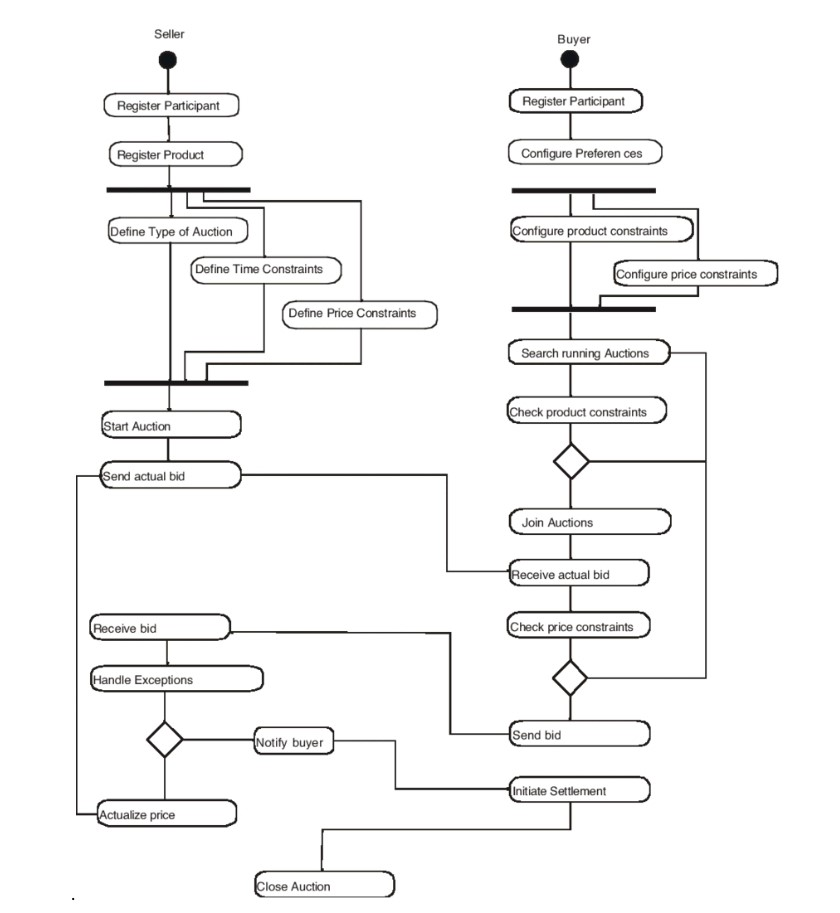 Seller
Register Participant
Register Product
Define Type of Auction
Define Time Constraints
Define Price Constraints
Start Auction
Send actual bid
Receive bid
Handle Exceptions
Notify buyer
Actualize price
Close Auction
Buyer
Register Participant
Configure Preferen ces
Configure product constraints
Configure price constraints
Search running Auctions
Check product constraints
Join Auctions
Receive actual bid
Check price constraints
Send bid
Initiate Settlement